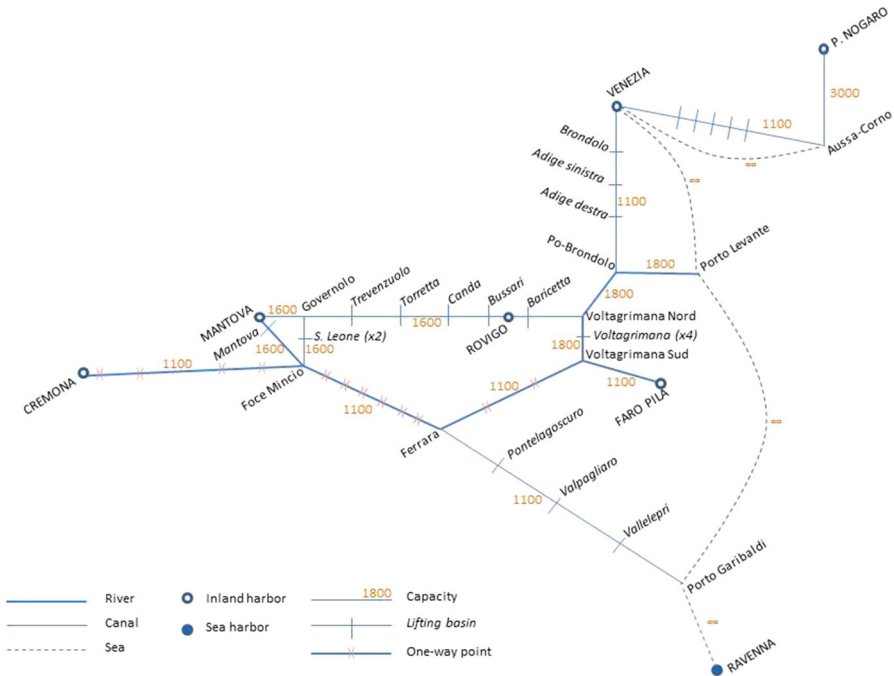 P. NOGARO
VENEZIA
3000
1100
Aussa-Corno
Brondolo
∞
Adige sinistra
∞
Adige destra
1100
Po-Brondolo
1800
Porto Levante
1800
MANTOVA
1600
Governolo
Trevenzuolo
Torretta
Canda
Bussari
Baricetta
1600
ROVIGO
Voltagrimana Nord
Mantova
1600
S. Leone (x2)
1600
1800
Voltagrimana (x4)
Voltagrimana Sud
CREMONA
1100
Foce Mincio
1100
1100
1100
FARO PILA
∞
Ferrara
Pontelagoscuro
1100
Valpagliaro
Vallelepri
Porto Garibaldi
∞
RAVENNA
River
Inland harbor
1800
Capacity
Canal
Sea harbor
Lifting basin
Sea
One-way point